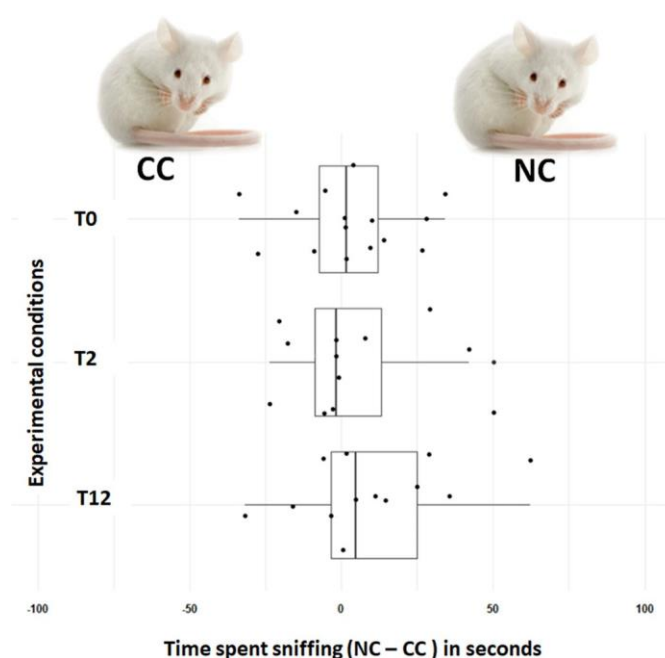 CC
NC
T0
T2
T12
Experimental conditions
-100
-50
0
50
100
Time spent sniffing (NC – CC ) in seconds